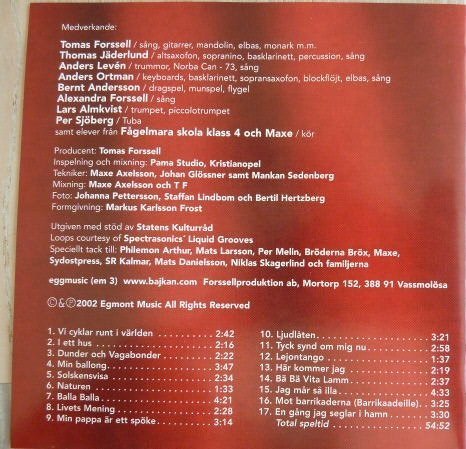 Medverkande:
Tomas Forssell / sång, gitarrer, mandolin, elbas, monark m.m.
Thomas Jäderlund / altsaxofon, sopranino, basklarinett, percussion, sång
Anders Levén / trummor, Norba Can - 73, sång
Anders Ortman / keyboards, basklarinett, sopransaxofon, blockflöjt, elbas, sång
Bernt Andersson / dragspel, munspel, flygel
Alexandra Forssell / sång
Lars Almkvist / trumpet, piccolotrumpet
Per Sjöberg / Tuba
samt elever från Fågelmara skola klass 4 och Maxe / kör
Producent: Tomas Forssell
Inspelning och mixning: Pama Studio, Kristianopel
Tekniker: Maxe Axelsson, Johan Glössner samt Mankan Sedenberg
Mixning: Maxe Axelsson och T F
Foto: Johanna Pettersson, Staffan Lindbom och Bertil Hertzberg
Formgivning: Markus Karlsson Frost
Utgiven med stöd av Statens Kulturråd
Loops courtesy of Spectrasonics´ Liquid Grooves
Speciellt tack till: Philemon Arthur, Mats Larsson, Per Melin, Bröderna Bröx, Maxe,
Sydostpress, SR Kalmar, Mats Danielsson, Niklas Skagerlind och familjerna
eggmusic (em 3) www.bajkan.com Forssellproduktion ab, Mortorp 152, 388 91 Vassmolösa
©&℗2002 Egmont Music All Rights Reserved
1. Vi cyklar runt i världen 2:42
2. I ett hus 2:16
3. Dunder och Vagabonder 2:22
4. Min ballong 3:47
5. Solskensvisa 2:34
6. Naturen 1:33
7. Balla Balla 4:21
8. Livets Mening 2:28
9. Min pappa är ett spöke 3:14
10. Ljudlåten 3:21
11. Tyck synd om mig nu 2:58
12. Lejontango 1:37
13. Här kommer jag 2:19
14. Bä Bä Vita Lamm 2:37
15. Jag mår så illa 4:33
16. Mot barrikaderna (Barrikaadeille) 3:25
17. En gång jag seglar i hamn 3:30
Total speltid 54:52